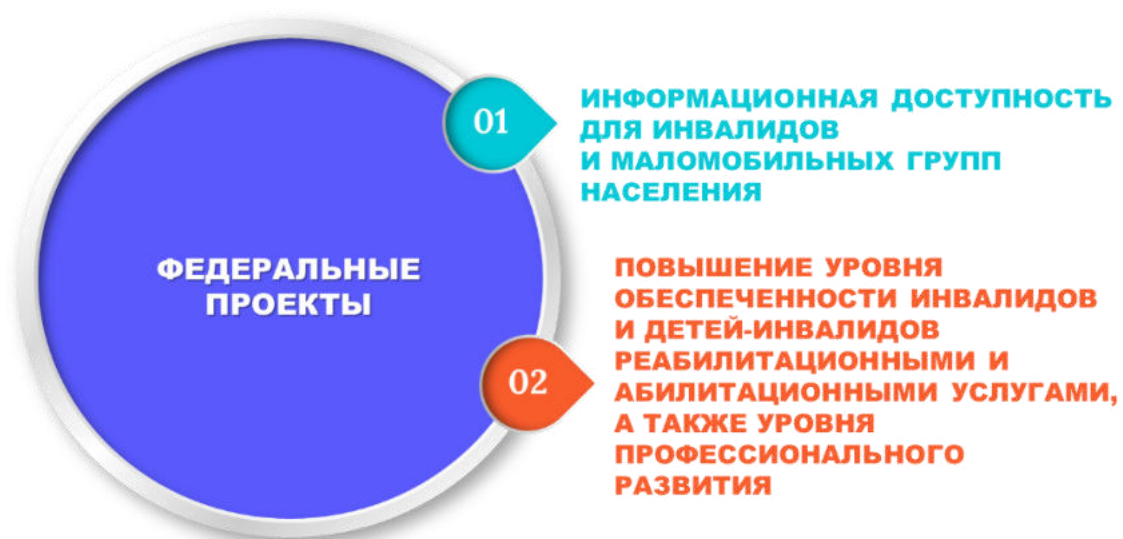 ФЕДЕРАЛЬНЫЕ
ПРОЕКТЫ
01
ИНФОРМАЦИОННАЯ ДОСТУПНОСТЬ
ДЛЯ ИНВАЛИДОВ
И МАЛОМОБИЛЬНЫХ ГРУПП
НАСЕЛЕНИЯ
02
ПОВЫШЕНИЕ УРОВНЯ
ОБЕСПЕЧЕННОСТИ ИНВАЛИДОВ
И ДЕТЕЙ-ИНВАЛИДОВ
РЕАБИЛИТАЦИОННЫМИ И
АБИЛИТАЦИОННЫМИ УСЛУГАМИ,
А ТАКЖЕ УРОВНЯ
ПРОФЕССИОНАЛЬНОГО
РАЗВИТИЯ